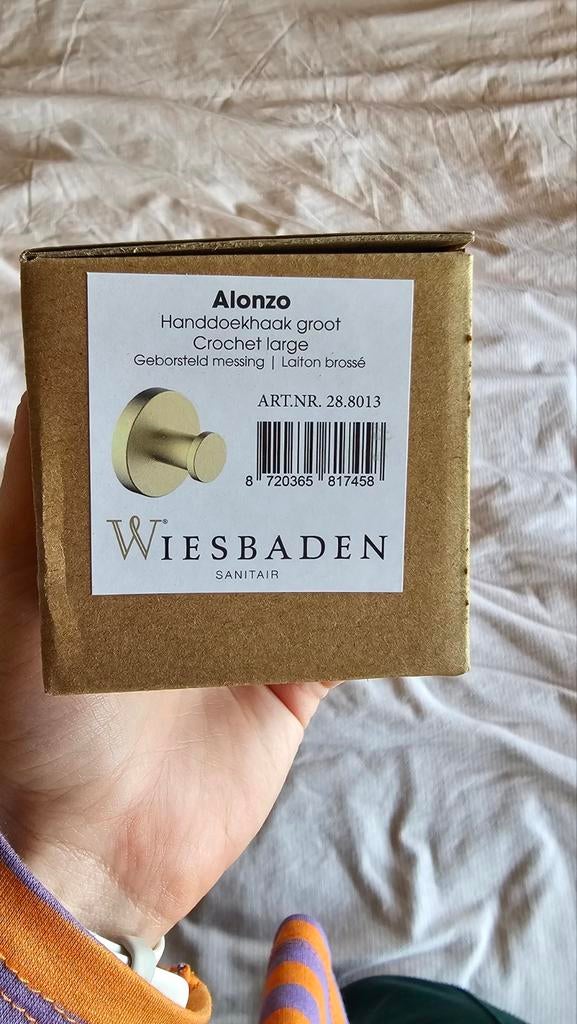 Alonzo
Handdoekhaak groot
Crochet large
Geborsteld messing | Laiton brossé
ART.NR. 28.8013
8 720365 817458
WIESBADEN®
SANITAIR